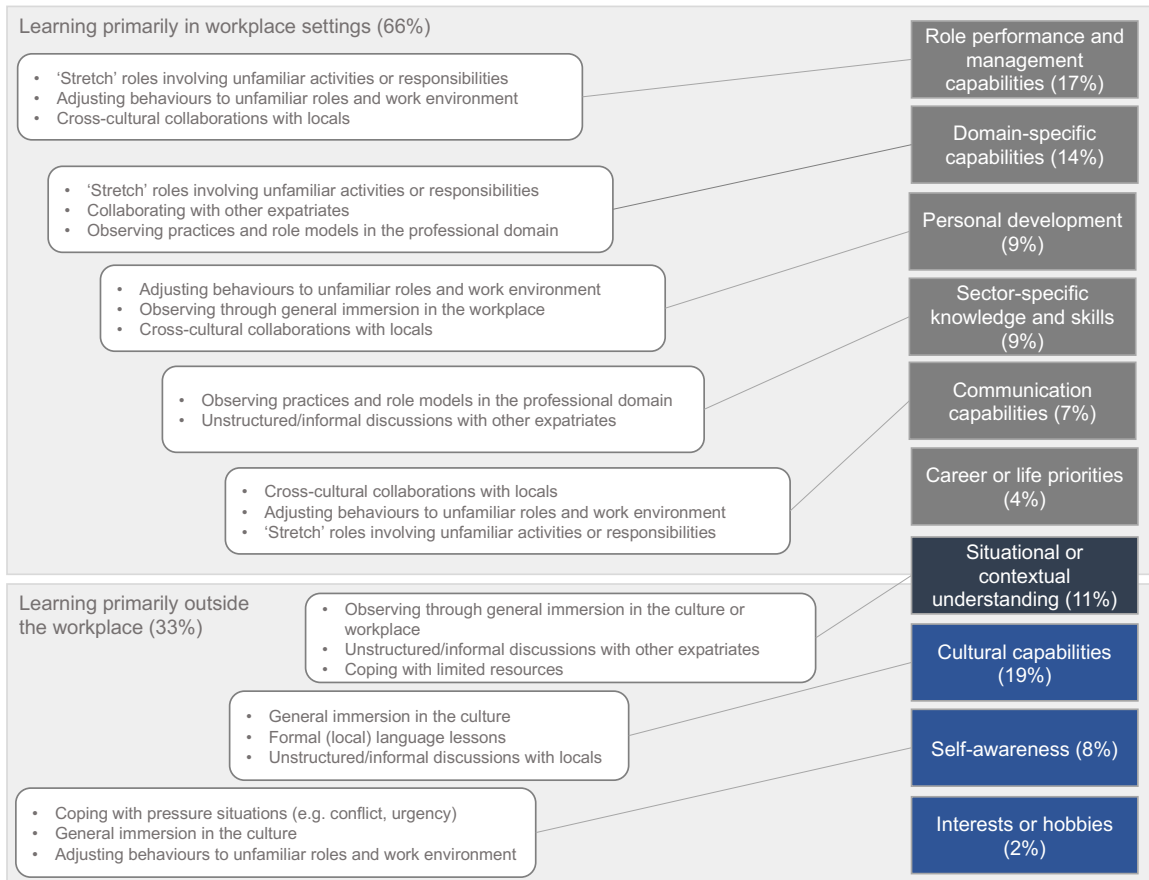 Learning primarily in workplace settings (66%)
• ‘Stretch’ roles involving unfamiliar activities or responsibilities
• Adjusting behaviours to unfamiliar roles and work environment
• Cross-cultural collaborations with locals
Role performance and
management
capabilities (17%)
• ‘Stretch’ roles involving unfamiliar activities or responsibilities
• Collaborating with other expatriates
• Observing practices and role models in the professional domain
Domain-specific
capabilities (14%)
• Adjusting behaviours to unfamiliar roles and work environment
• Observing through general immersion in the workplace
• Cross-cultural collaborations with locals
Personal development
(9%)
• Observing practices and role models in the professional domain
• Unstructured/informal discussions with other expatriates
Sector-specific
knowledge and skills
(9%)
• Cross-cultural collaborations with locals
• Adjusting behaviours to unfamiliar roles and work environment
• ‘Stretch’ roles involving unfamiliar activities or responsibilities
Communication
capabilities (7%)
Career or life priorities
(4%)
Learning primarily outside
the workplace (33%)
• Observing through general immersion in the culture or
workplace
• Unstructured/informal discussions with other expatriates
• Coping with limited resources
Situational or
contextual
understanding (11%)
• General immersion in the culture
• Formal (local) language lessons
• Unstructured/informal discussions with locals
Cultural capabilities
(19%)
• Coping with pressure situations (e.g. conflict, urgency)
• General immersion in the culture
• Adjusting behaviours to unfamiliar roles and work environment
Self-awareness (8%)
Interests or hobbies
(2%)